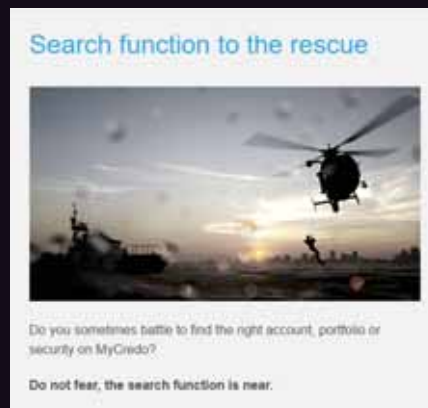 Search function to the rescue
Do you sometimes battle to find the right account, portfolio or
security on MyCredo?
Do not fear, the search function is near.